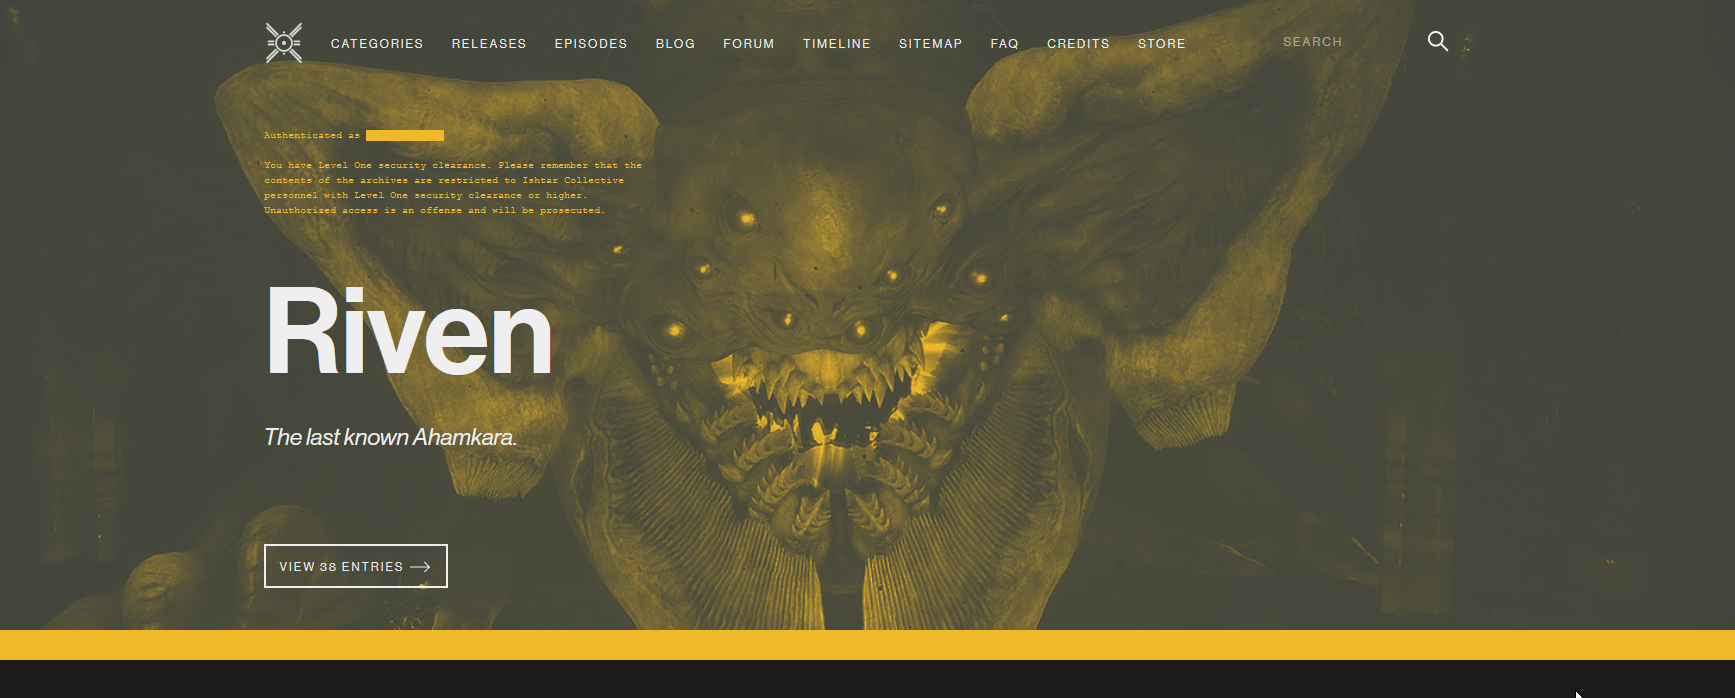 CATEGORIES RELEASES EPISODES BLOG FORUM TIMELINE SITEMAP FAQ CREDITS STORE SEARCH
Authenticated as
You have Level One security clearance. Please remember that the
contents of the archives are restricted to Ishtar Collective
personnel with Level One security clearance or higher.
Unauthorized access is an offense and will be prosecuted.
Riven
The last known Ahamkara.
VIEW 38 ENTRIES